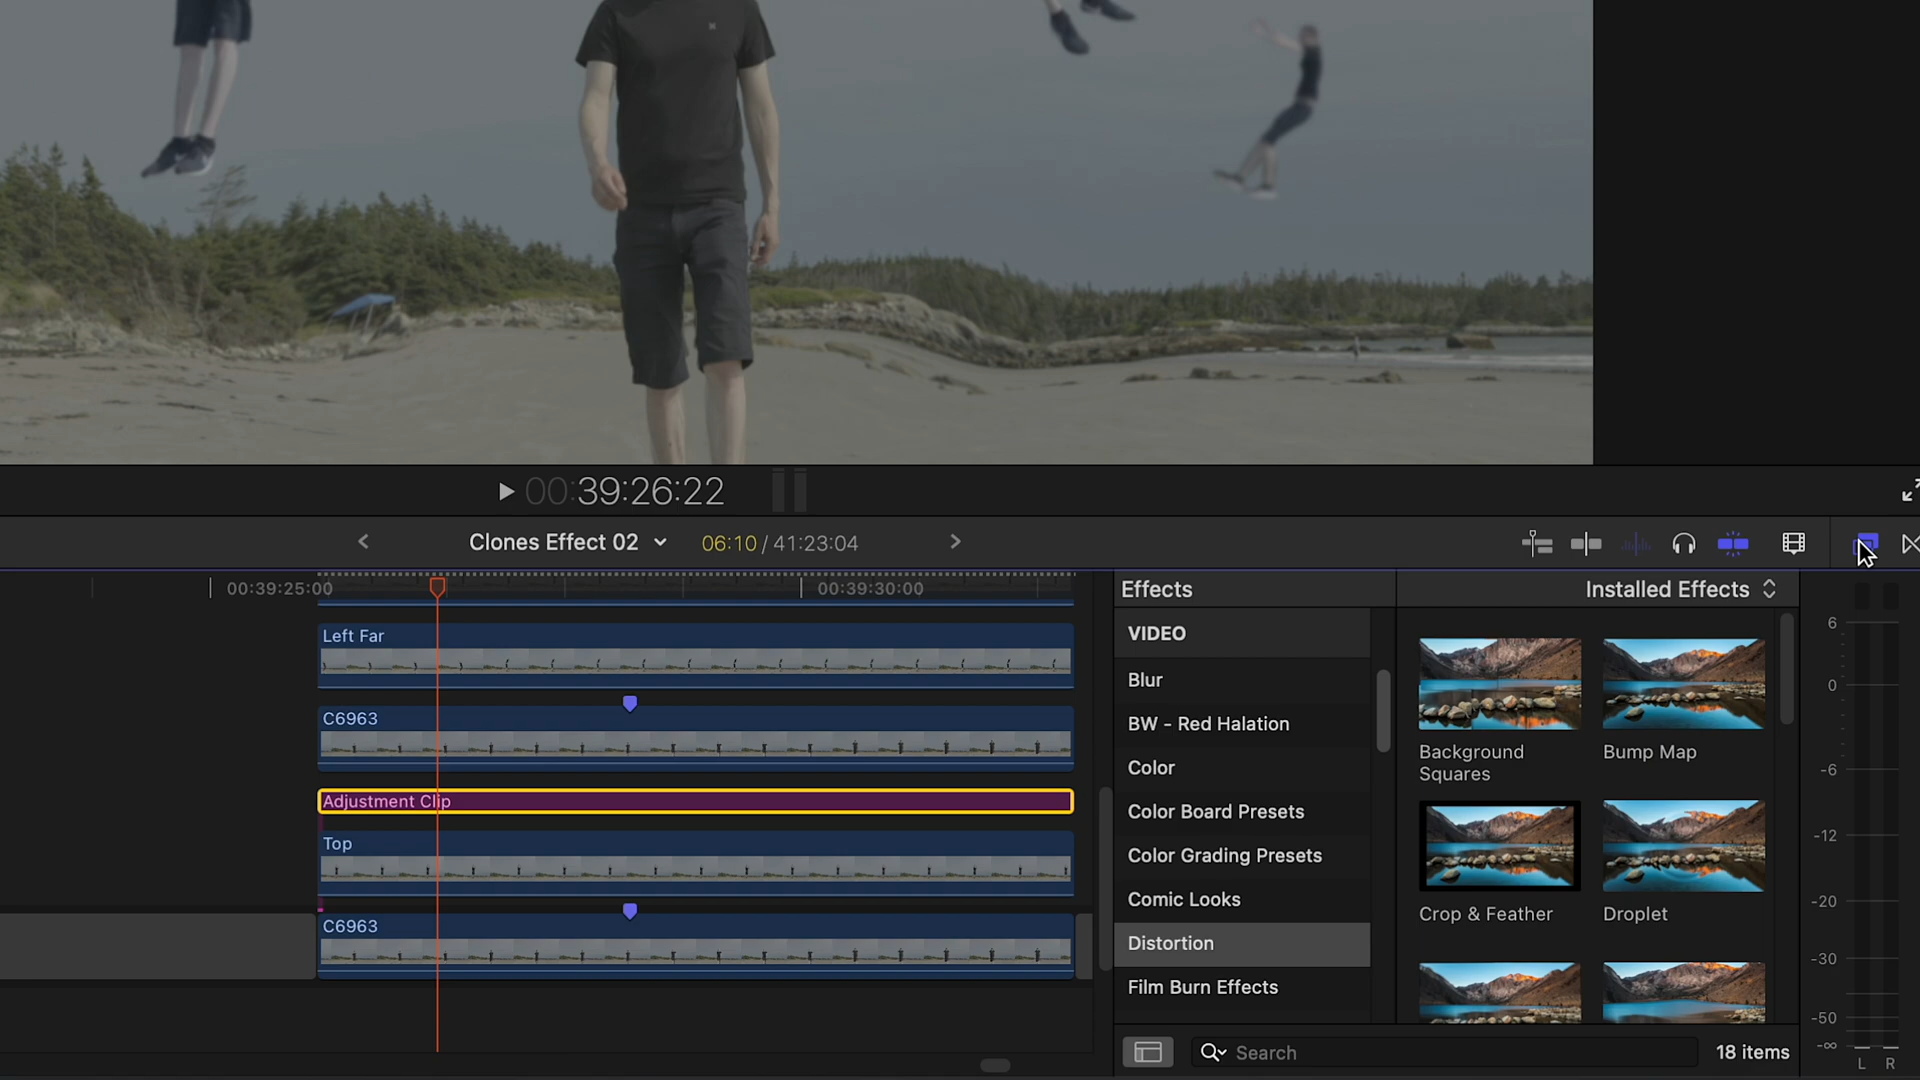 00:39:26:22
Clones Effect 02
06:10 / 41:23:04
00:39:25:00
00:39:30:00
Left Far
C6963
Adjustment Clip
Top
C6963
Effects
Installed Effects
VIDEO
Blur
BW - Red Halation
Color
Color Board Presets
Color Grading Presets
Comic Looks
Distortion
Film Burn Effects
Background
Squares
Bump Map
Crop & Feather
Droplet
Search
18 items
6
0
-6
-12
-20
-30
-50
-∞
L R